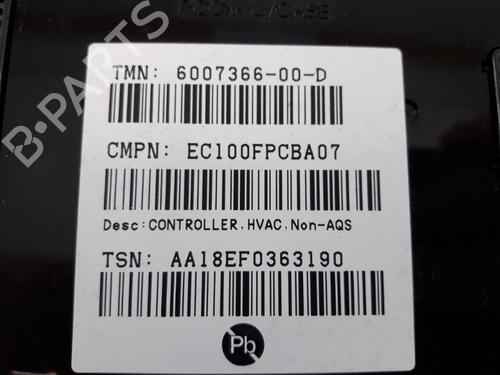 TMN: 6007366-00-D
CMPN: EC100FPCBA07
Desc:CONTROLLER,HVAC,Non-AQS
TSN: AA18EF0363190
Pb
B-PARTS